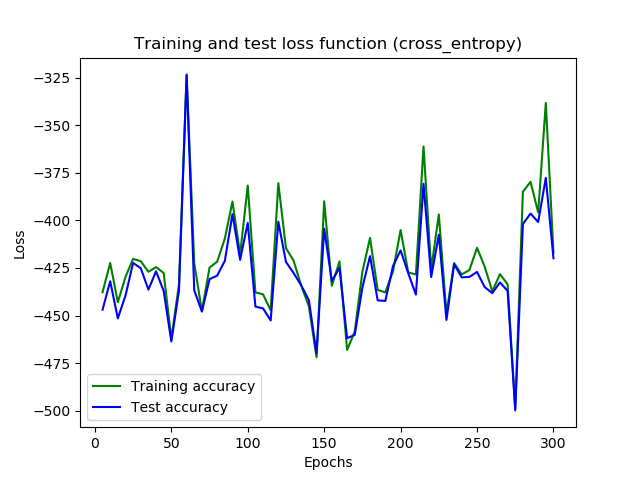 Training and test loss function (cross_entropy)
−325
−350
−375
−400
−425
−450
−475
−500
Loss
Training accuracy
Test accuracy
0 50 100 150 200 250 300
Epochs